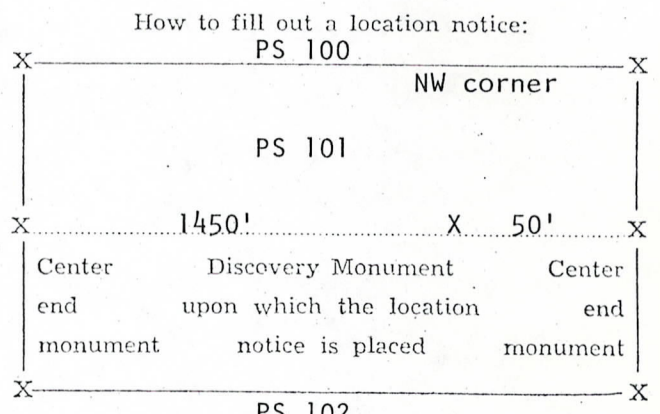 How to fill out a location notice:
PS 100
X X
NW corner
PS 101
X 1450' X 50' X
Center Discovery Monument Center
end upon which the location end
monument notice is placed monument
X X
PS 102